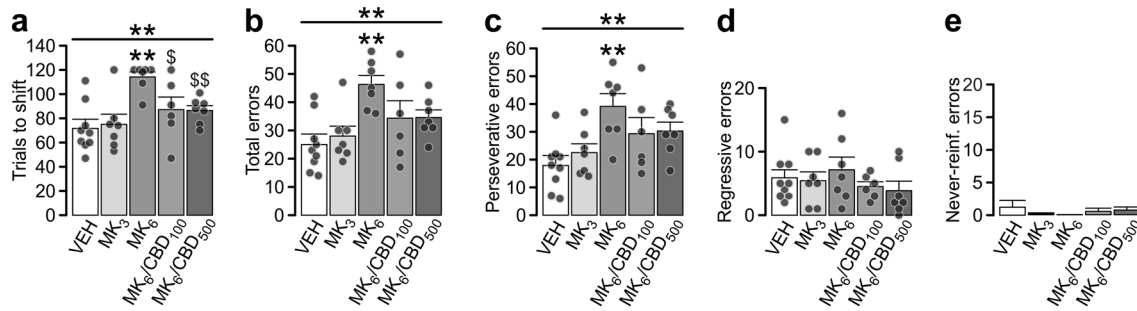 a
**
**
$
$$
Trials to shift
140
120
100
80
60
40
20
0
VEH
MK3
MK6
MK6/CBD100
MK6/CBD500
b
**
**
Total errors
60
50
40
30
20
10
0
VEH
MK3
MK6
MK6/CBD100
MK6/CBD500
c
**
**
Perseverative errors
60
50
40
30
20
10
0
VEH
MK3
MK6
MK6/CBD100
MK6/CBD500
d
Regressive errors
20
15
10
5
0
VEH
MK3
MK6
MK6/CBD100
MK6/CBD500
e
Never-reinf. errors
20
15
10
5
0
VEH
MK3
MK6
MK6/CBD100
MK6/CBD500